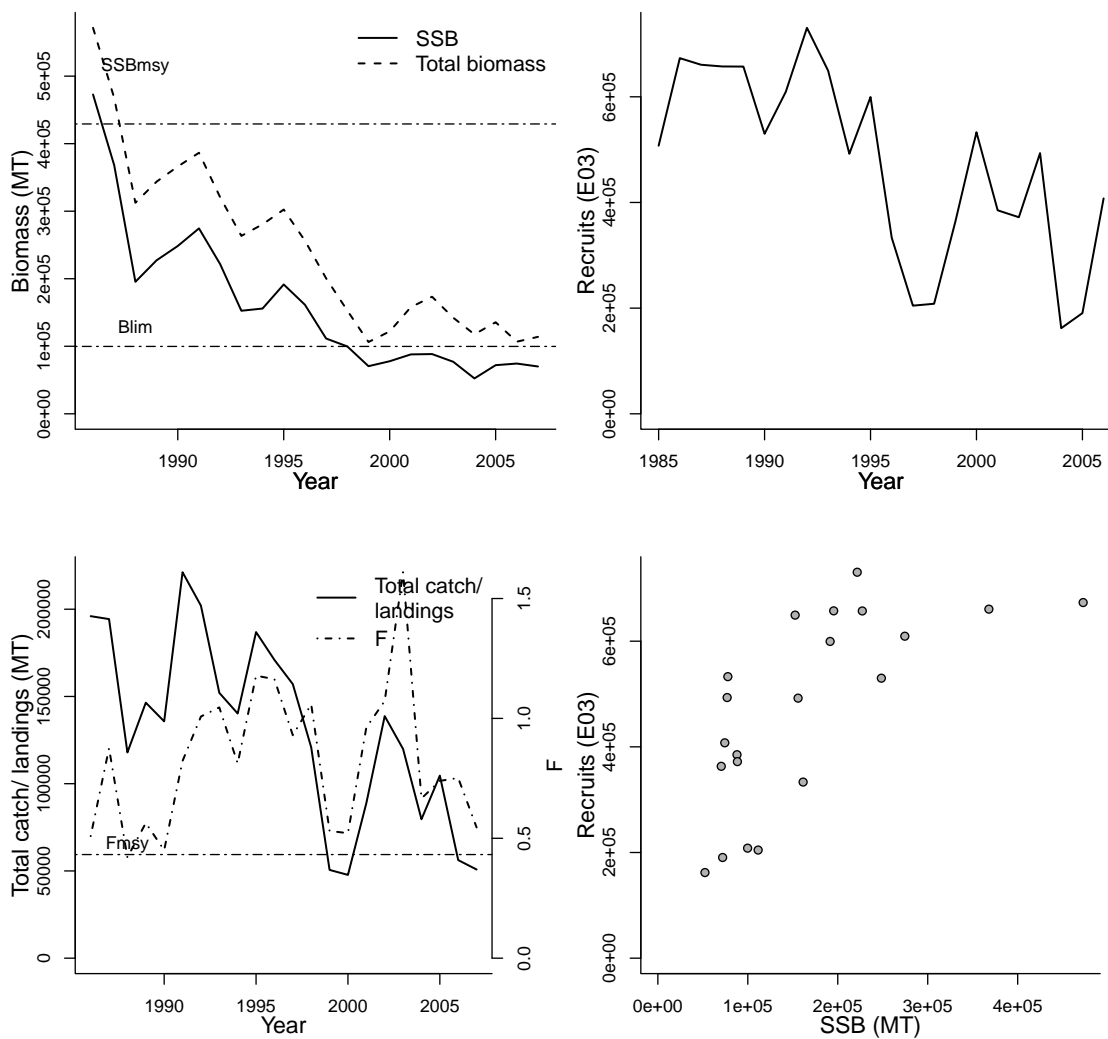 SSB
Total biomass
SSBmsy
Blim
Biomass (MT)
0e+00
1e+05
2e+05
3e+05
4e+05
5e+05
1990
1995
2000
2005
Year
Recruits (E03)
0e+00
2e+05
4e+05
6e+05
1985
1990
1995
2000
2005
Year
Total catch/
landings
F
Fmsy
Total catch/ landings (MT)
0
50000
100000
150000
200000
0.0
0.5
1.0
1.5
F
1990
1995
2000
2005
Year
Recruits (E03)
0e+00
2e+05
4e+05
6e+05
0e+00
1e+05
2e+05
3e+05
4e+05
SSB (MT)